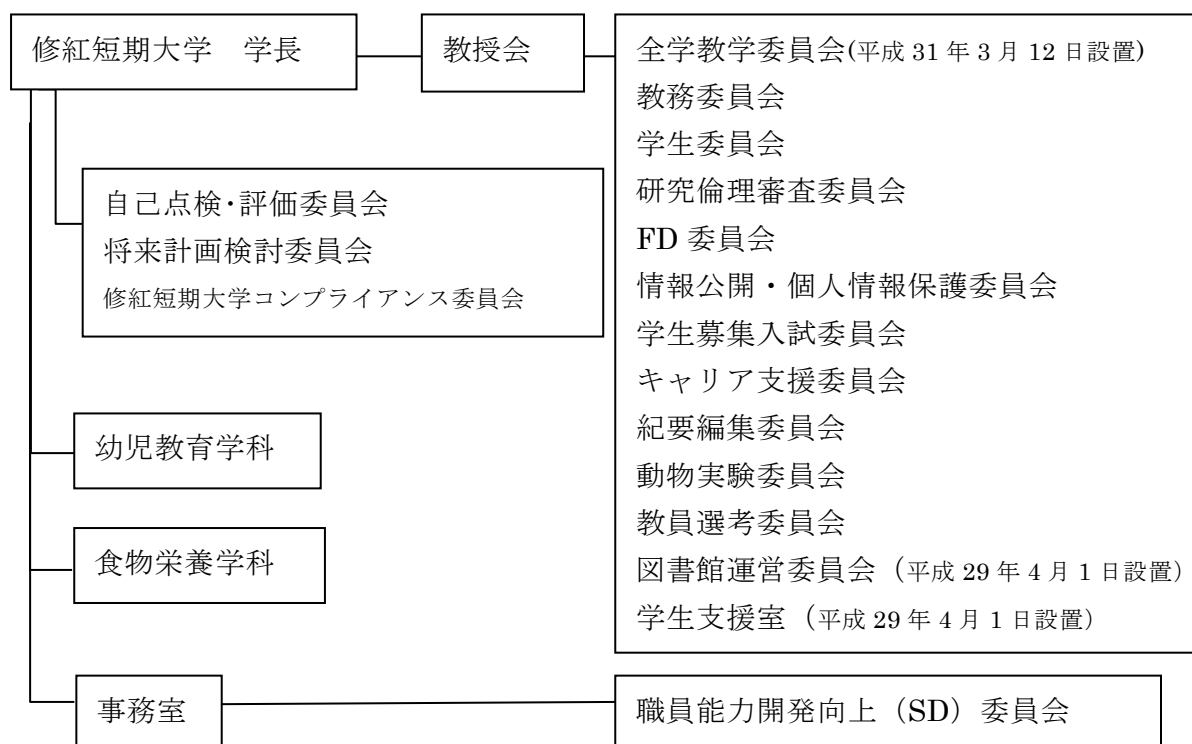 修紅短期大学　学長
教授会
全学教学委員会(平成 31 年 3 月 12 日設置)
教務委員会
学生委員会
研究倫理審査委員会
FD 委員会
情報公開・個人情報保護委員会
学生募集入試委員会
キャリア支援委員会
紀要編集委員会
動物実験委員会
教員選考委員会
図書館運営委員会（平成 29 年 4 月 1 日設置）
学生支援室（平成 29 年 4 月 1 日設置）
自己点検・評価委員会
将来計画検討委員会
修紅短期大学コンプライアンス委員会
幼児教育学科
食物栄養学科
事務室
職員能力開発向上（SD）委員会